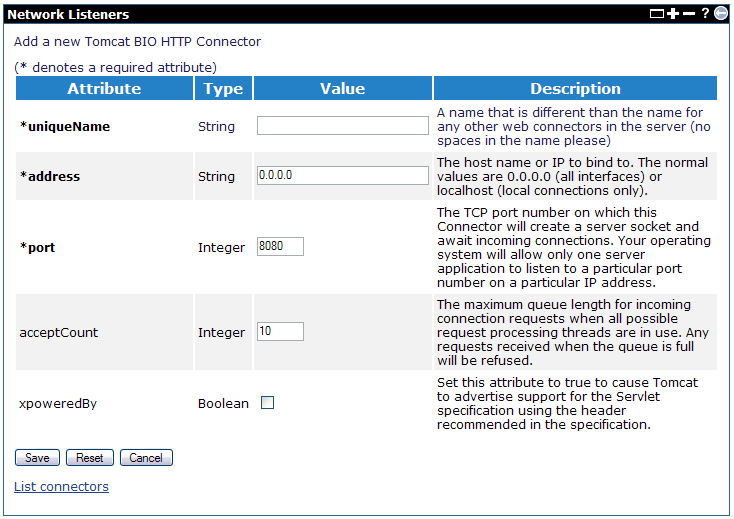 Network Listeners
?
Add a new Tomcat BIO HTTP Connector
(* denotes a required attribute)
Attribute Type Value Description
*uniqueName String A name that is different than the name for
any other web connectors in the server (no
spaces in the name please)
*address String 0.0.0.0 The host name or IP to bind to. The normal
values are 0.0.0.0 (all interfaces) or
localhost (local connections only).
*port Integer 8080 The TCP port number on which this
Connector will create a server socket and
await incoming connections. Your operating
system will allow only one server
application to listen to a particular port
number on a particular IP address.
acceptCount Integer 10 The maximum queue length for incoming
connection requests when all possible
request processing threads are in use. Any
requests received when the queue is full
will be refused.
xpoweredBy Boolean Set this attribute to true to cause Tomcat
to advertise support for the Servlet
specification using the header
recommended in the specification.
Save Reset Cancel
List connectors